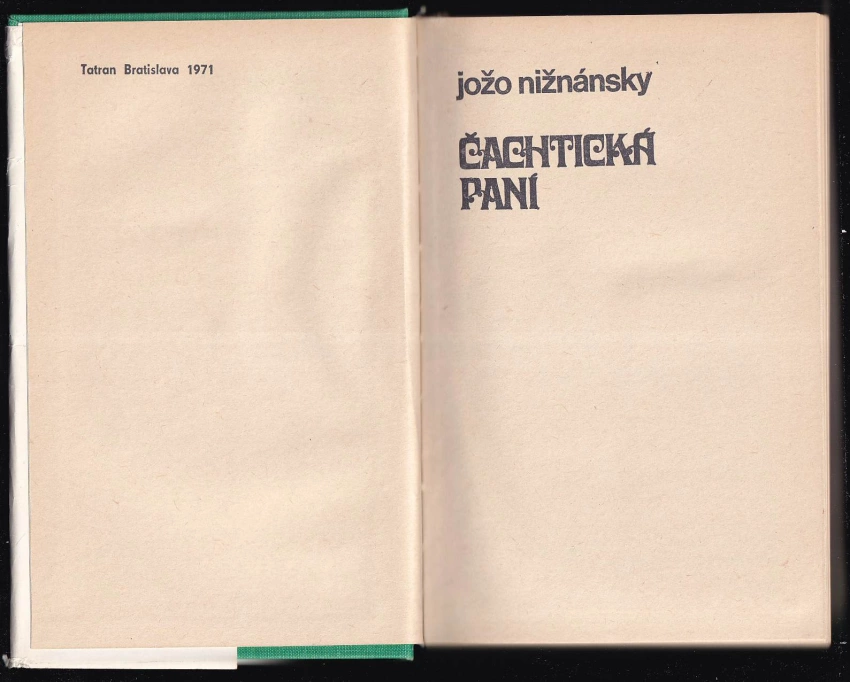 Tatran Bratislava 1971
jožo nižnánsky
ČACHTICKÁ
PANÍ